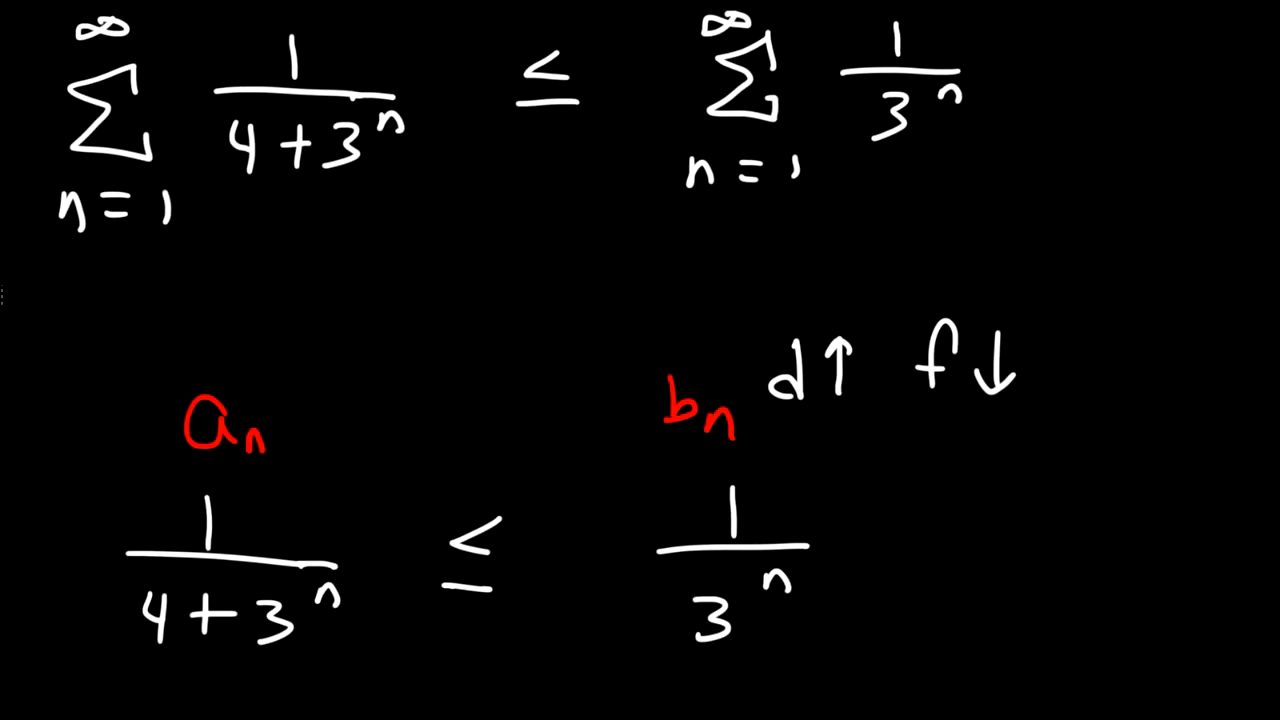 ∞ 1 ≤ ∞ 1
∑ 4+3^n ∑ 3^n
n=1 n=1
d↑ f↓
a_n b_n
1/(4+3^n) ≤ 1/3^n